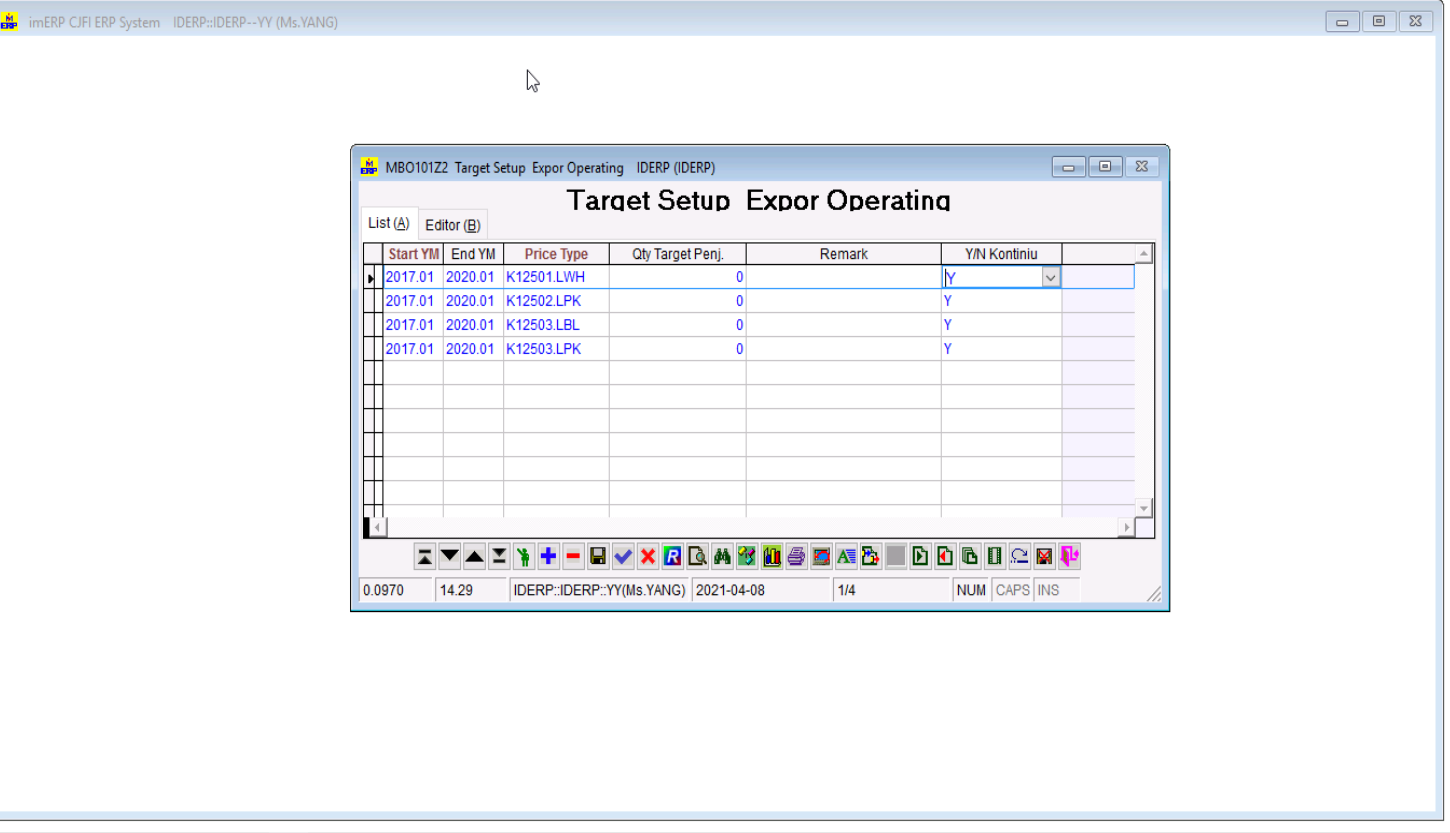 M ERP imERP CJFI ERP System IDERP::IDERP--YY (Ms.YANG)
M ERP MBO101Z2 Target Setup Expor Operating IDERP (IDERP)
Target Setup Expor Operating
List (A) Editor (B)
Start YM End YM Price Type Qty Target Penj. Remark Y/N Kontiniu
2017.01 2020.01 K12501.LWH 0 Y
2017.01 2020.01 K12502.LPK 0 Y
2017.01 2020.01 K12503.LBL 0 Y
2017.01 2020.01 K12503.LPK 0 Y
R A
0.0970 14.29 IDERP::IDERP::YY(Ms.YANG) 2021-04-08 1/4 NUM CAPS INS